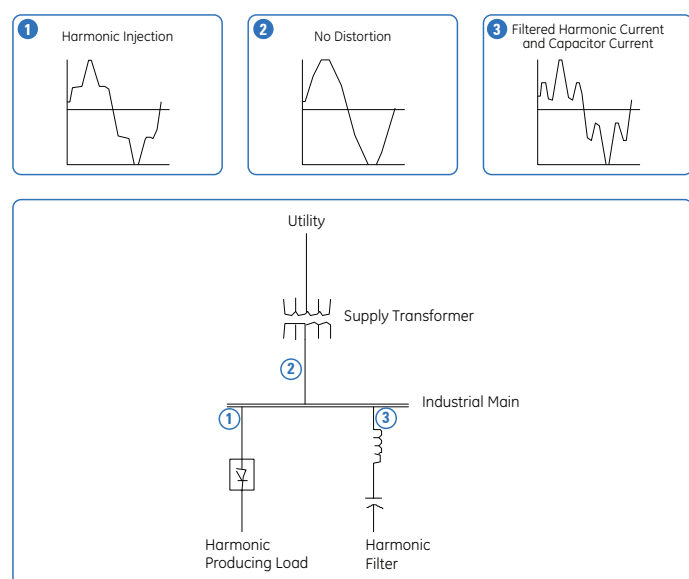 1 Harmonic Injection
2 No Distortion
3 Filtered Harmonic Current
and Capacitor Current
Utility
Supply Transformer
2
Industrial Main
1
3
Harmonic
Producing Load
Harmonic
Filter